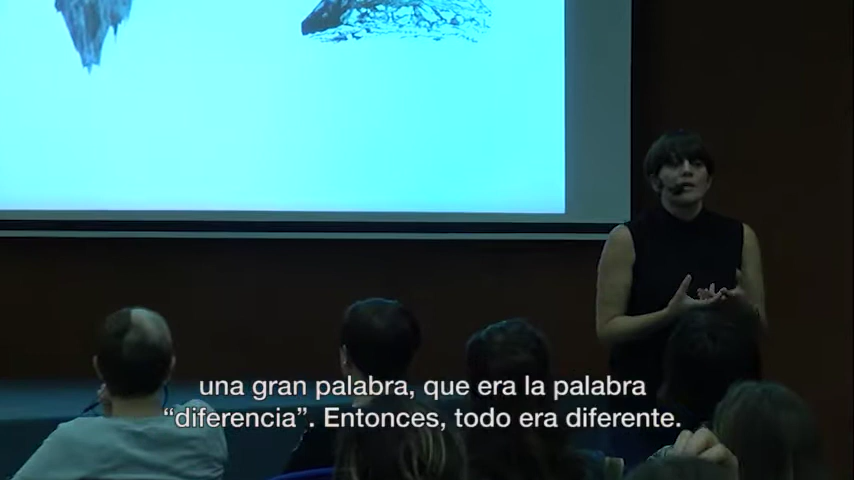 una gran palabra, que era la palabra
“diferencia”. Entonces, todo era diferente.